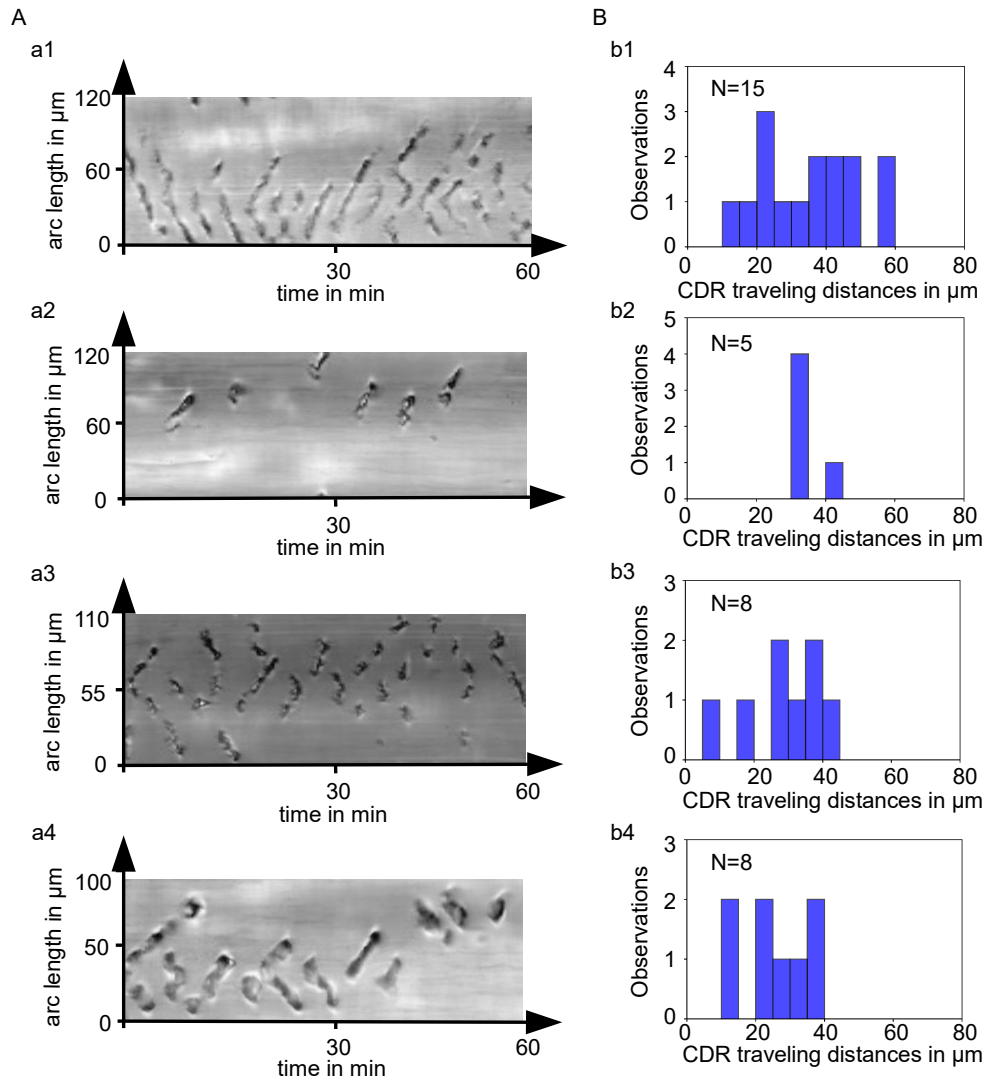 A
B
a1
arc length in µm
120
60
0
30
60
time in min
b1
Observations
4
3
2
1
0
N=15
0
20
40
60
80
CDR traveling distances in µm
a2
arc length in µm
120
60
0
30
time in min
b2
Observations
5
4
3
2
1
0
N=5
0
20
40
60
80
CDR traveling distances in µm
a3
arc length in µm
110
55
0
30
60
time in min
b3
Observations
3
2
1
0
N=8
0
20
40
60
80
CDR traveling distances in µm
a4
arc length in µm
100
50
0
30
60
time in min
b4
Observations
3
2
1
0
N=8
0
20
40
60
80
CDR traveling distances in µm